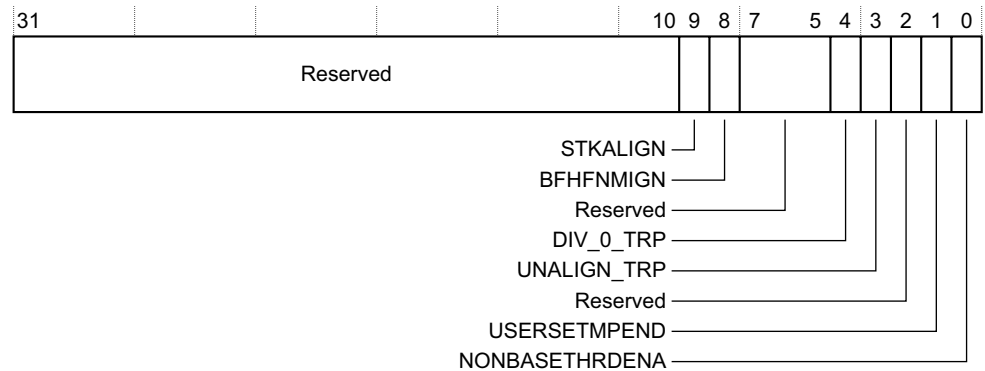 31 10 9 8 7 5 4 3 2 1 0
Reserved
STKALIGN
BFHFNMIGN
Reserved
DIV_0_TRP
UNALIGN_TRP
Reserved
USERSETMPEND
NONBASETHRDENA